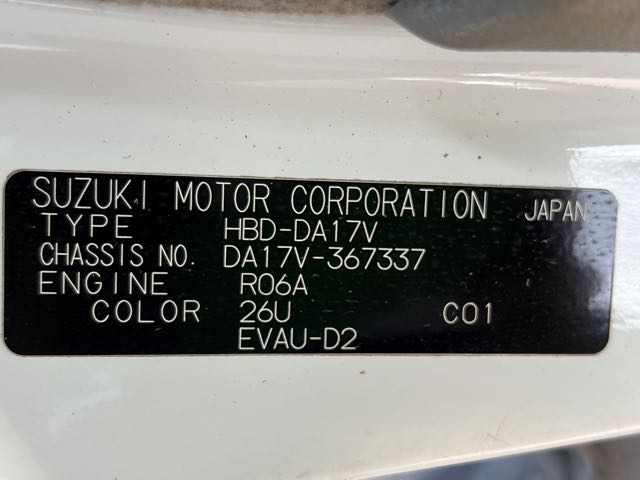 SUZUKI MOTOR CORPORATION JAPAN
TYPE HBD-DA17V
CHASSIS NO. DA17V-367337
ENGINE R06A
COLOR 26U C01
EVAU-D2